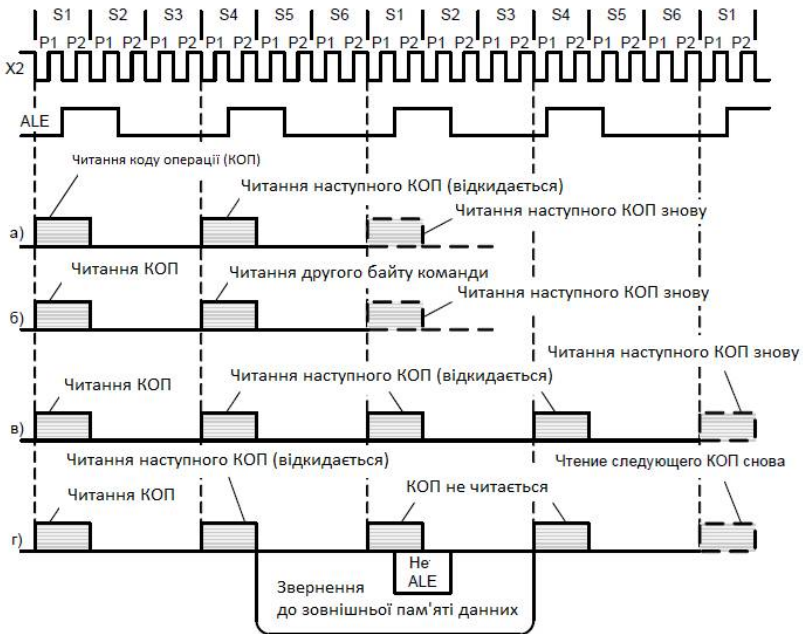 S1 S2 S3 S4 S5 S6 S1 S2 S3 S4 S5 S6 S1
P1 P2 P1 P2 P1 P2 P1 P2 P1 P2 P1 P2 P1 P2 P1 P2 P1 P2 P1 P2 P1 P2 P1 P2 P1 P2
X2
ALE
Читання коду операції (КОП)
Читання наступного КОП (відкидається)
Читання наступного КОП знову
а)
Читання КОП
Читання другого байту команди
Читання наступного КОП знову
б)
Читання наступного КОП знову
Читання КОП
Читання наступного КОП (відкидається)
в)
Читання наступного КОП (відкидається)
Чтение следующего КОП снова
Читання КОП
КОП не читається
г)
Не
ALE
Звернення
до зовнішньої пам'яті данних